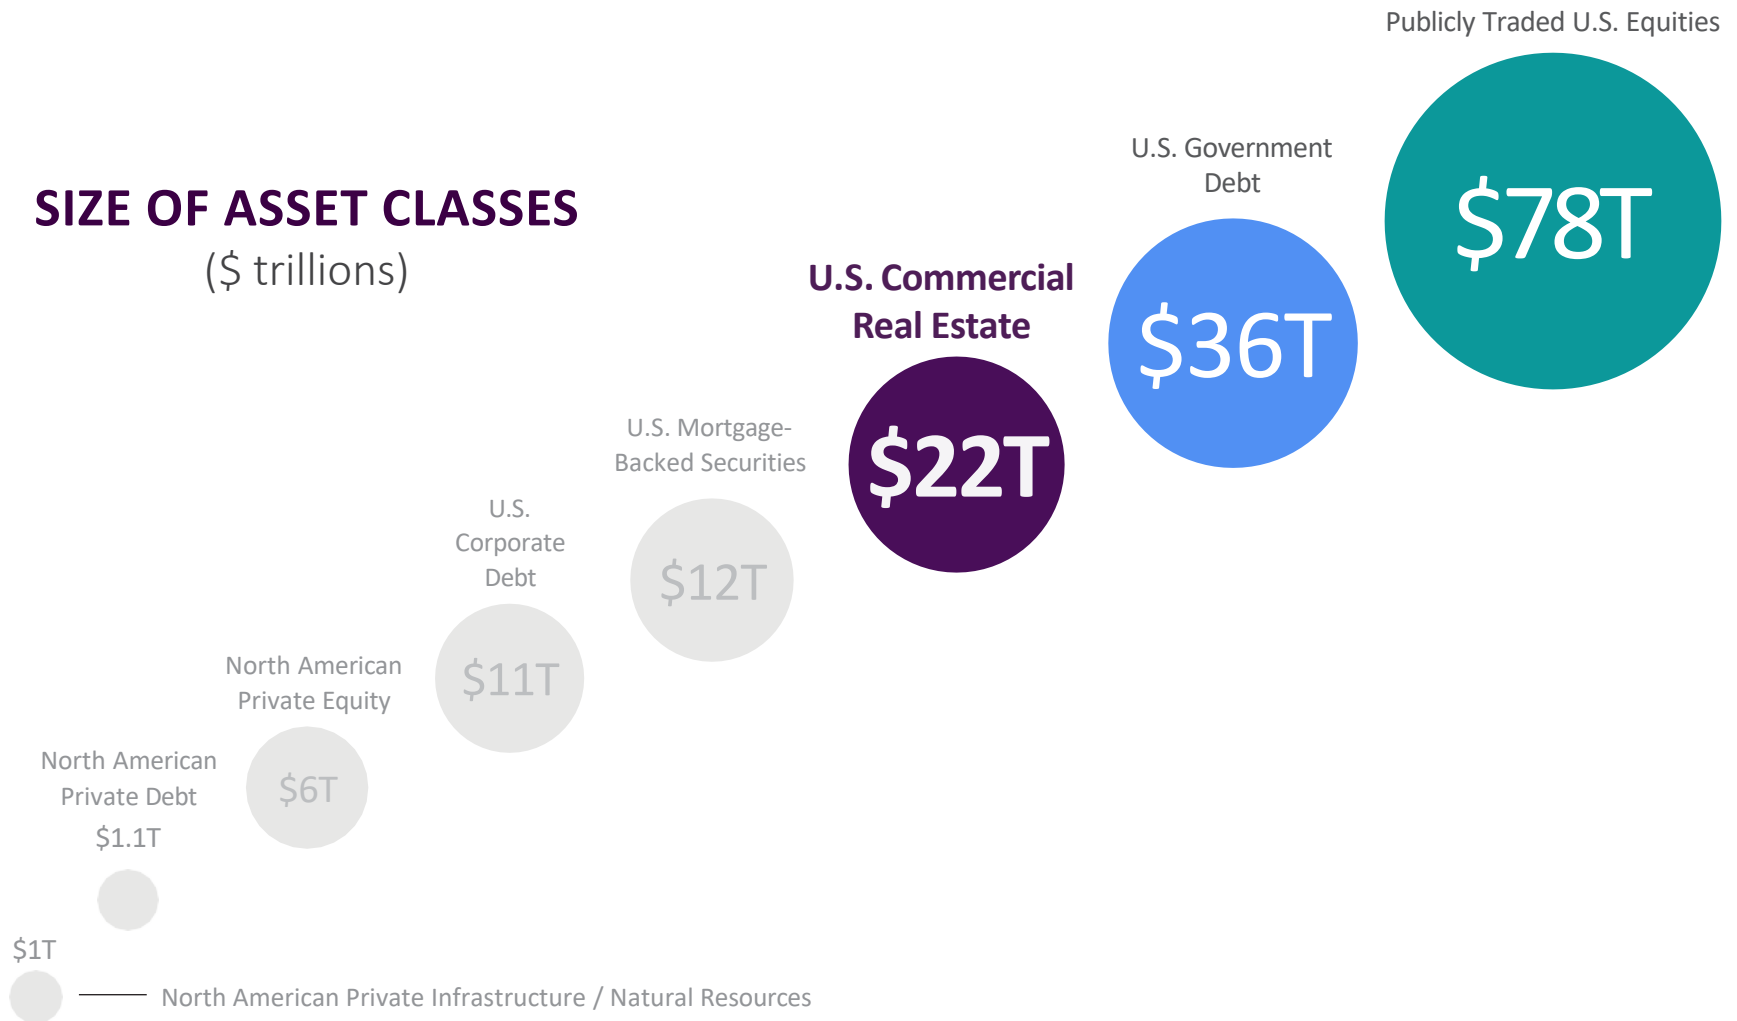 SIZE OF ASSET CLASSES
($ trillions)
Publicly Traded U.S. Equities
$78T
U.S. Government
Debt
$36T
U.S. Commercial
Real Estate
$22T
U.S. Mortgage-
Backed Securities
$12T
U.S.
Corporate
Debt
$11T
North American
Private Equity
$6T
North American
Private Debt
$1.1T
$1T
North American Private Infrastructure / Natural Resources